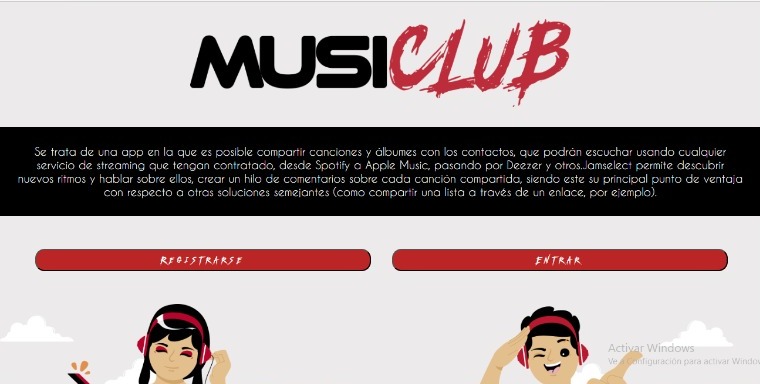 MUSICLUB
Se trata de una app en la que es posible compartir canciones y álbumes con los contactos, que podrán escuchar usando cualquier
servicio de streaming que tengan contratado, desde Spotify a Apple Music, pasando por Deezer y otros.Jamselect permite descubrir
nuevos ritmos y hablar sobre ellos, crear un hilo de comentarios sobre cada canción compartida, siendo este su principal punto de ventaja
con respecto a otras soluciones semejantes (como compartir una lista a través de un enlace, por ejemplo).
REGISTRARSE
ENTRAR
Activar Windows
Ve a Configuración para activar Window